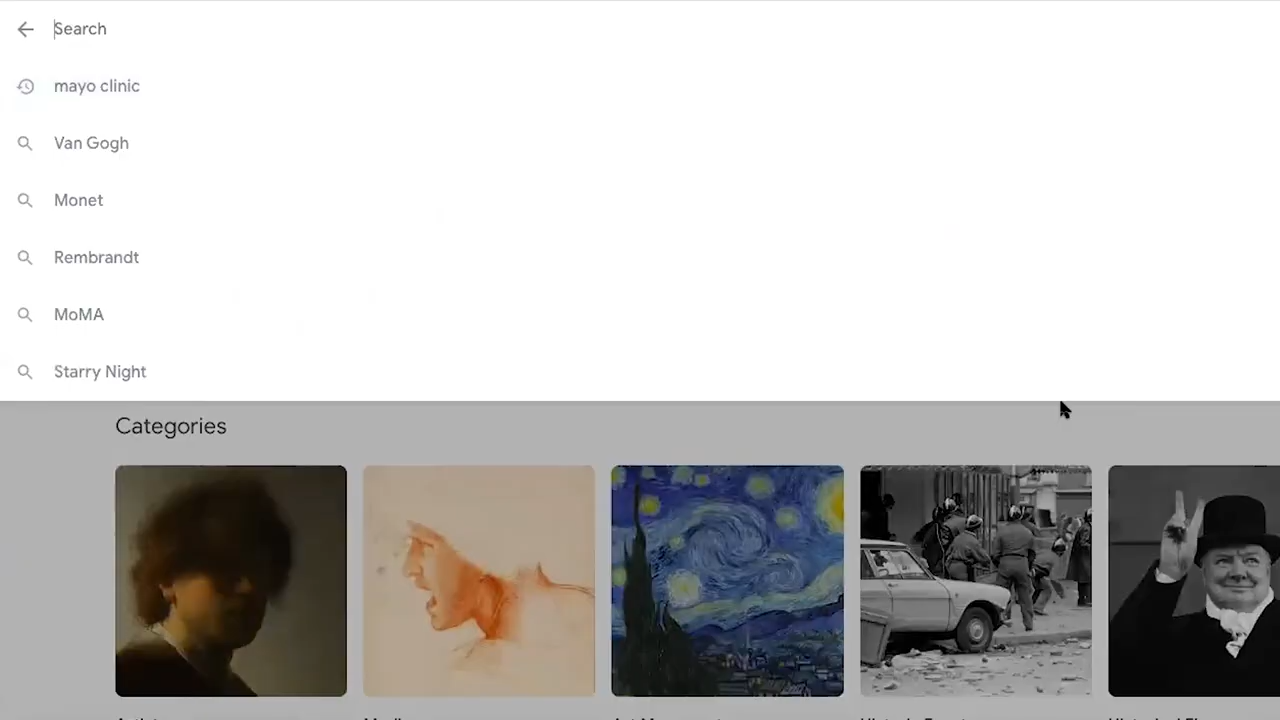 Search
mayo clinic
Van Gogh
Monet
Rembrandt
MoMA
Starry Night
Categories